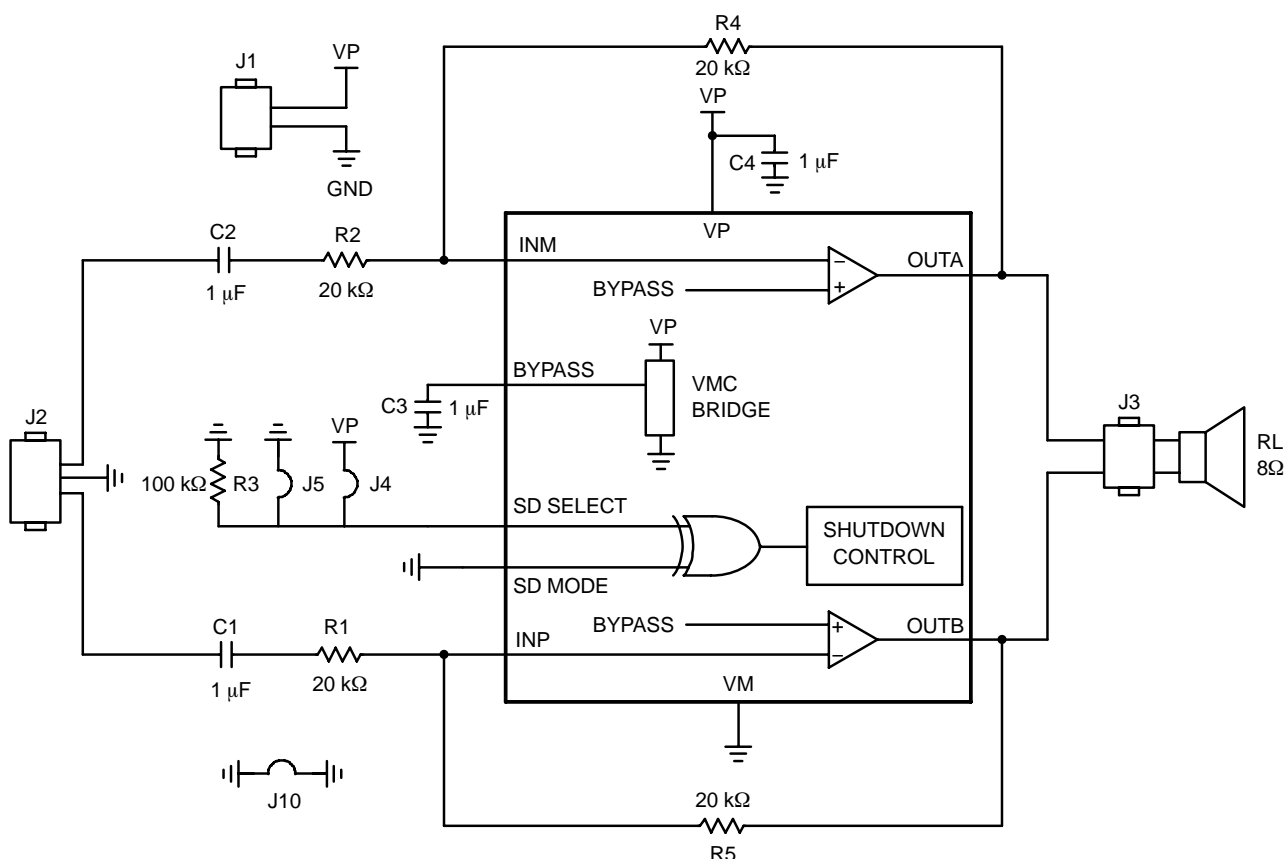 R4
20 kΩ
J1
VP
GND
VP
C4
1 μF
VP
C2
1 μF
R2
20 kΩ
INM
BYPASS
OUTA
BYPASS
VP
VMC
BRIDGE
C3
1 μF
J2
100 kΩ
R3
J5
VP
J4
SD SELECT
SD MODE
SHUTDOWN
CONTROL
J3
RL
8Ω
C1
1 μF
R1
20 kΩ
INP
BYPASS
OUTB
VM
J10
20 kΩ
R5
+
−
+
−